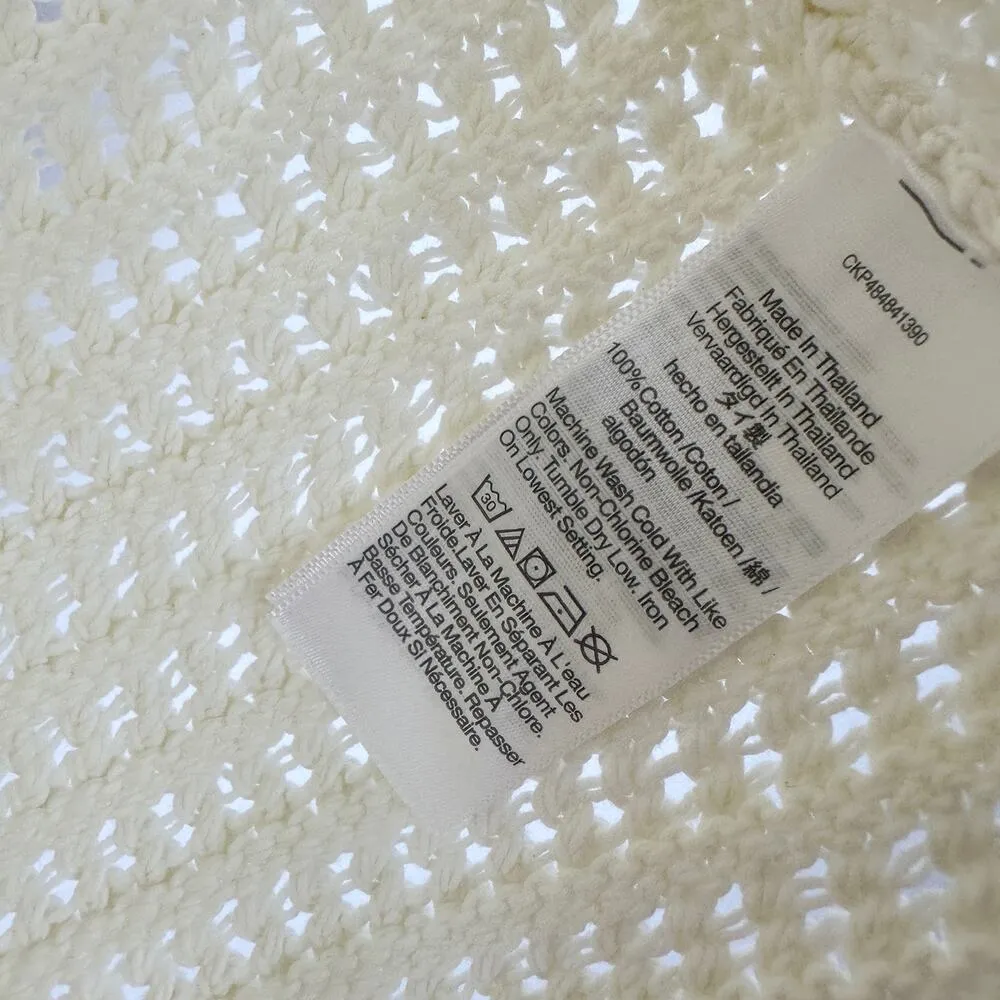 CKP484841390
Made In Thailand
Fabriqué En Thaïlande
Hergestellt In Thailand
Vervaardigd In Thailand
タイ製
hecho en tailandia
100% Cotton /Coton /
Baumwolle /Katoen /綿 /
algodón
Machine Wash Cold With Like
Colors. Non-Chlorine Bleach
Only. Tumble Dry Low. Iron
On Lowest Setting.
30
Laver À La Machine À L'eau
Froide.Laver En Séparant Les
Couleurs. Seulement Agent
De Blanchiment Non-Chlore.
Sécher À La Machine À
Basse Température. Repasser
À Fer Doux Si Nécessaire.